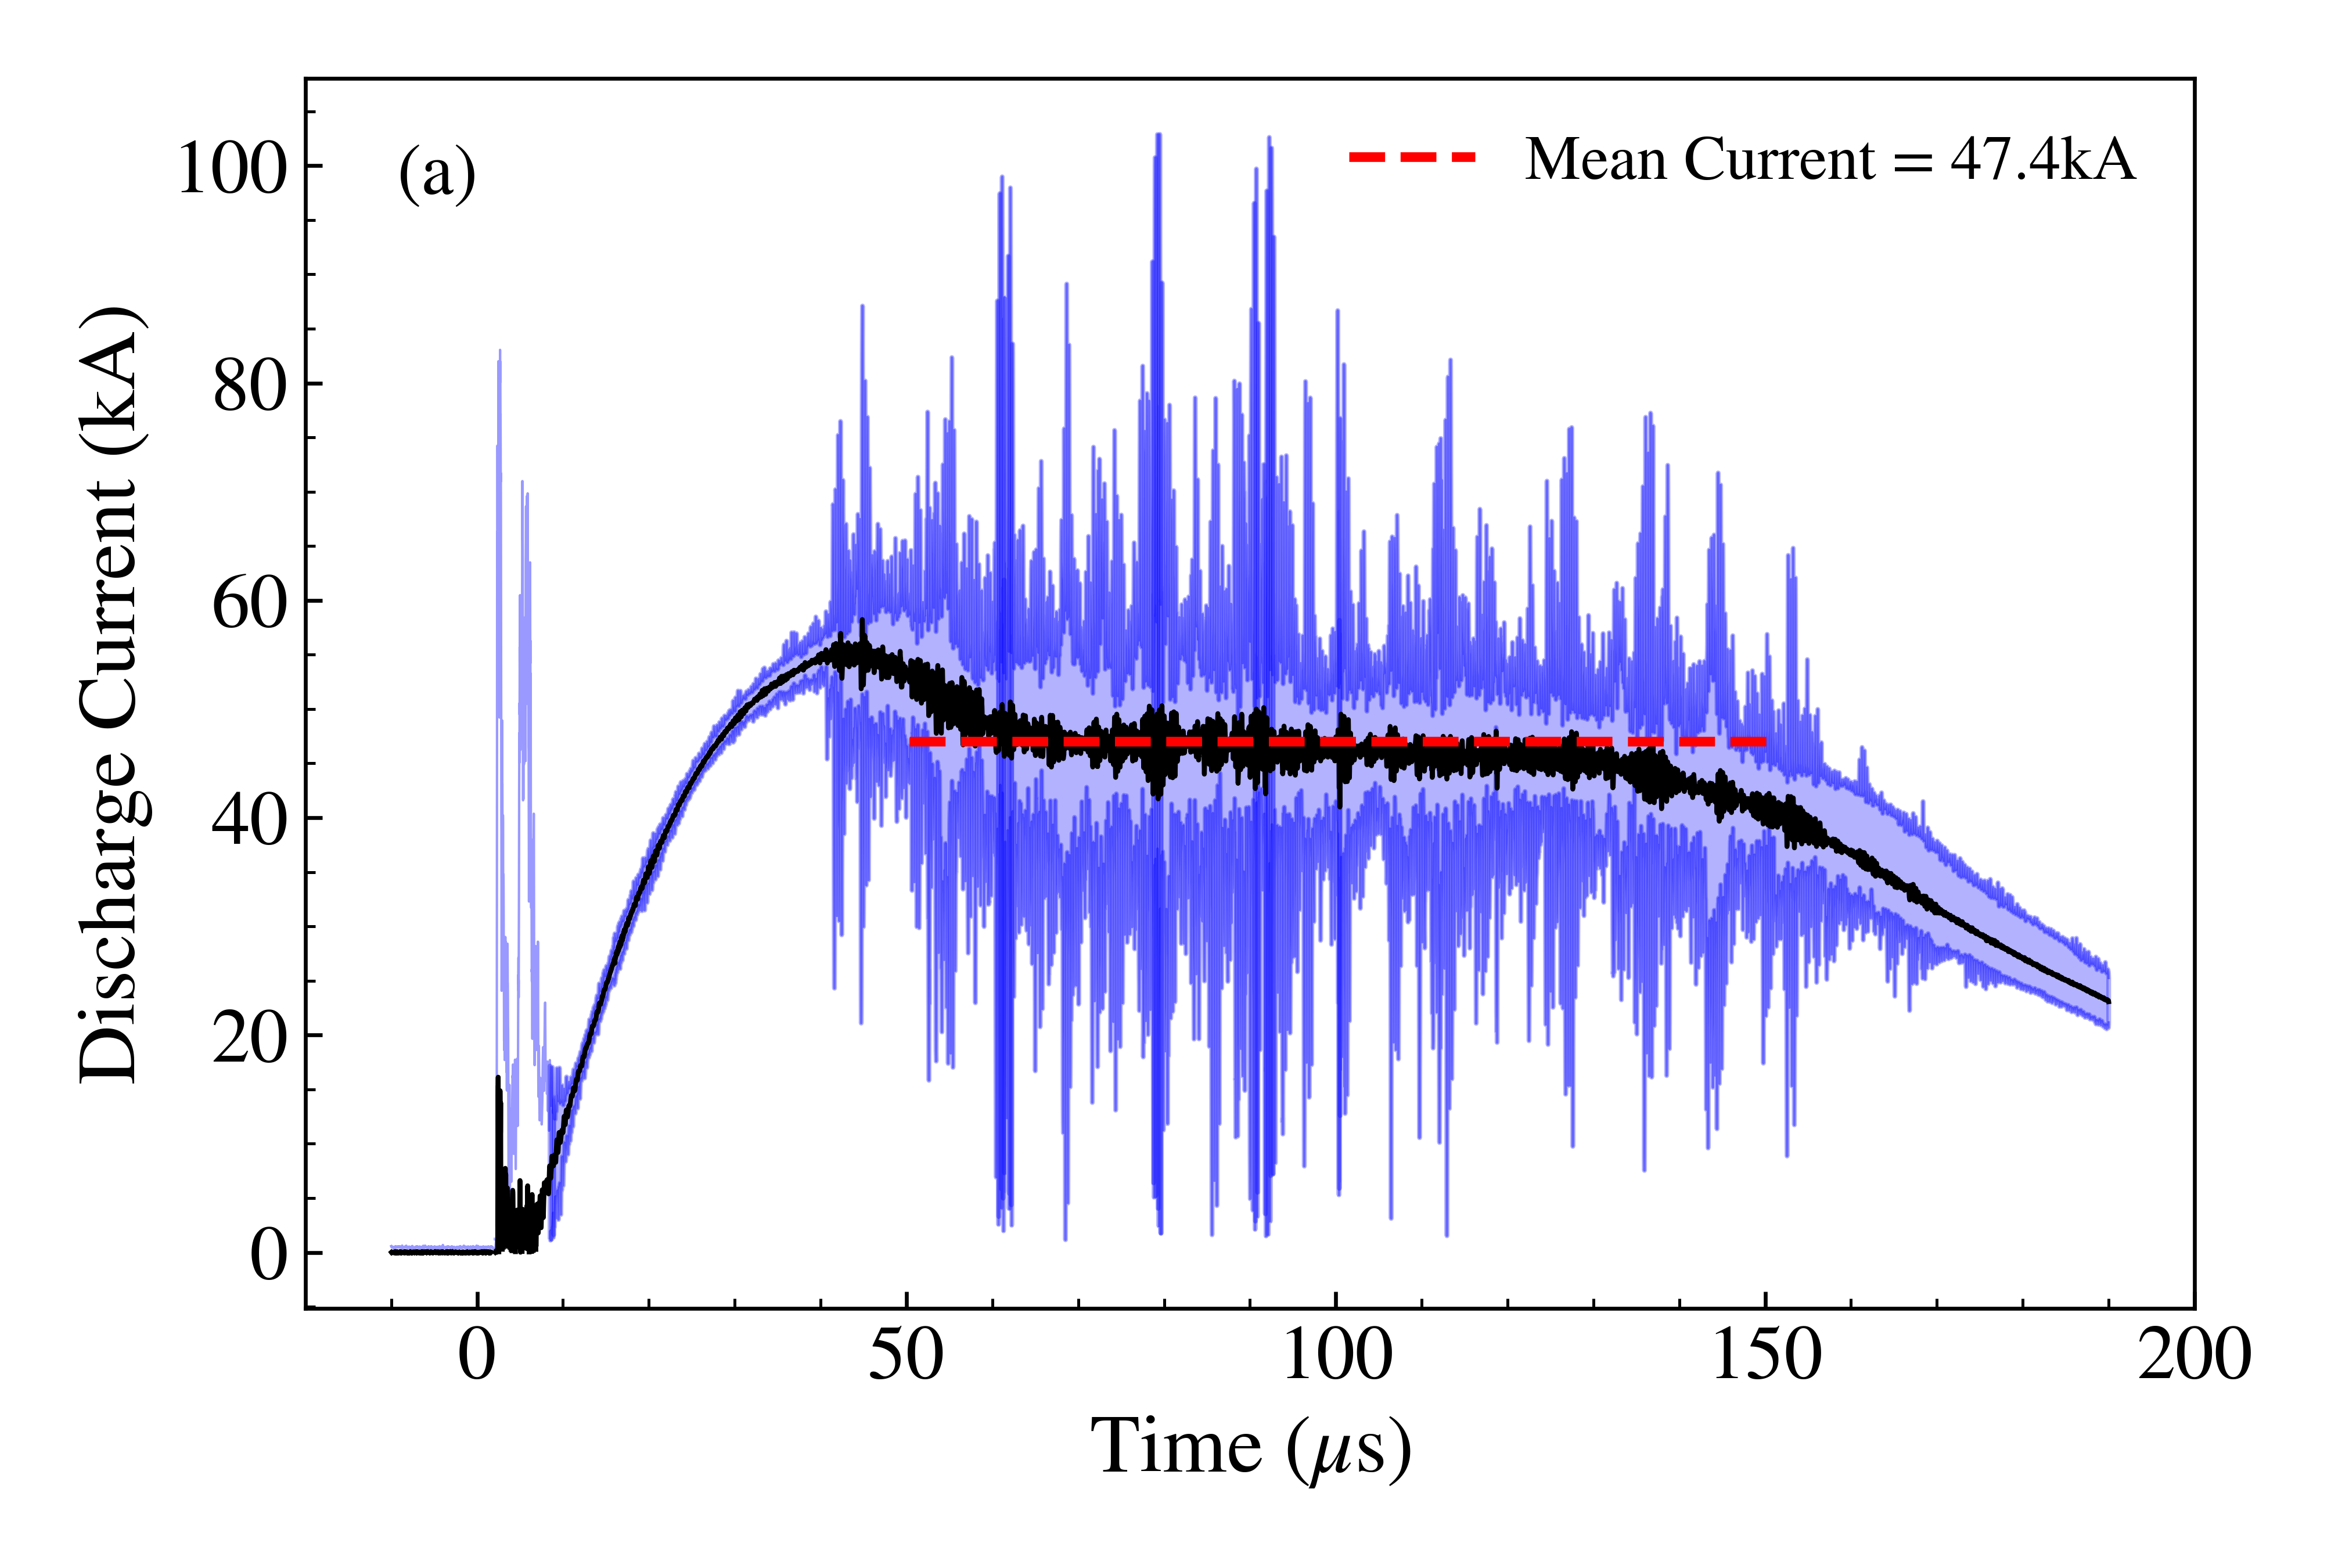 (a)
Mean Current = 47.4kA
Discharge Current (kA)
100
80
60
40
20
0
0 50 100 150 200
Time (μs)